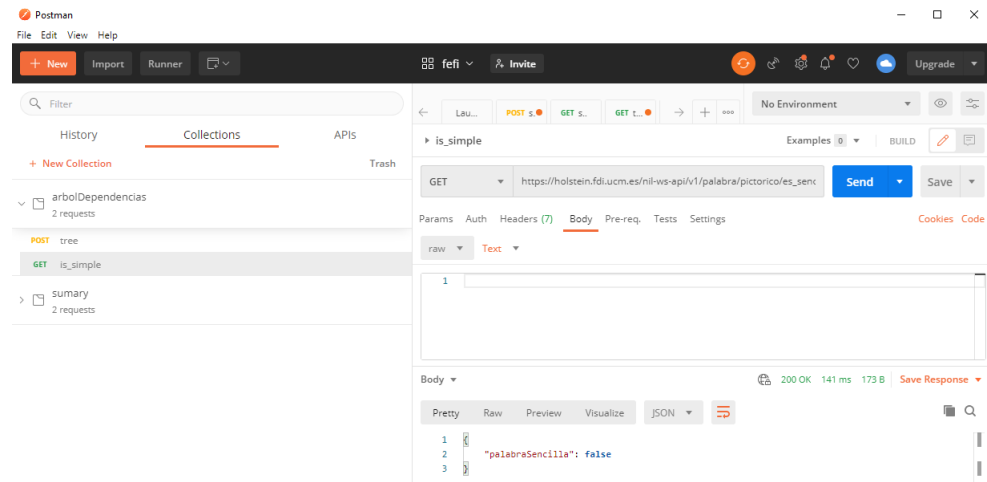 Postman
File Edit View Help
+ New Import Runner fefi Invite Upgrade
Filter
History Collections APIs
+ New Collection Trash
arbolDependencias
2 requests
POST tree
GET is_simple
sumary
2 requests
Lau... POST s. GET s.. GET t... No Environment
is_simple Examples 0 BUILD
GET https://holstein.fdi.ucm.es/nil-ws-api/v1/palabra/pictorico/es_senc Send Save
Params Auth Headers (7) Body Pre-req. Tests Settings Cookies Code
raw Text
1
Body 200 OK 141 ms 173 B Save Response
Pretty Raw Preview Visualize JSON
1 {
2 "palabraSencilla": false
3 }